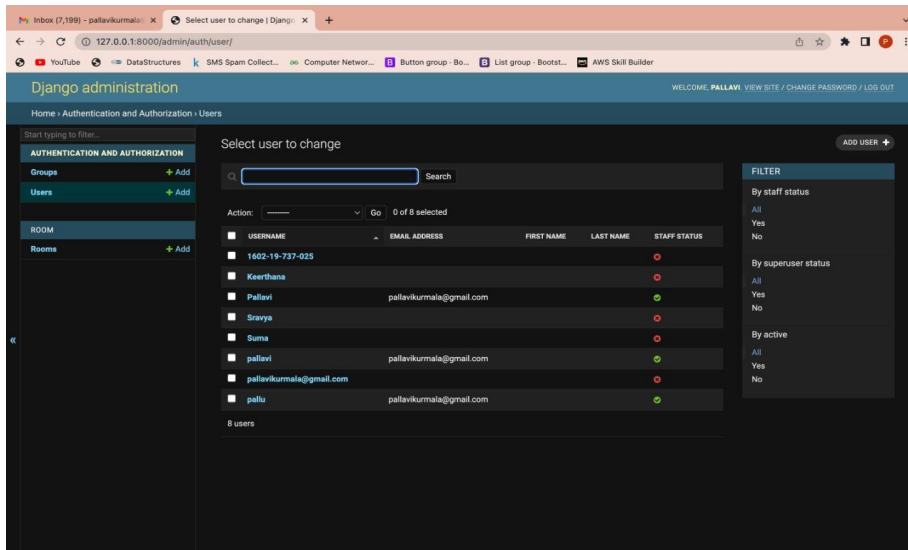 Inbox (7,199) - pallavikurmala@ Select user to change | Django
127.0.0.1:8000/admin/auth/user/ P
YouTube DataStructures SMS Spam Collect... Computer Networ... Button group · Bo... List group · Bootst... AWS Skill Builder
Django administration
WELCOME, PALLAVI. VIEW SITE / CHANGE PASSWORD / LOG OUT
Home › Authentication and Authorization › Users
Start typing to filter...
AUTHENTICATION AND AUTHORIZATION
Groups + Add
Users + Add
ROOM
Rooms + Add
«
Select user to change
ADD USER +
Search
Action: --------- Go 0 of 8 selected
USERNAME EMAIL ADDRESS FIRST NAME LAST NAME STAFF STATUS
1602-19-737-025
Keerthana
Pallavi pallavikurmala@gmail.com
Sravya
Suma
pallavi pallavikurmala@gmail.com
pallavikurmala@gmail.com
pallu pallavikurmala@gmail.com
8 users
FILTER
By staff status
All
Yes
No
By superuser status
All
Yes
No
By active
All
Yes
No